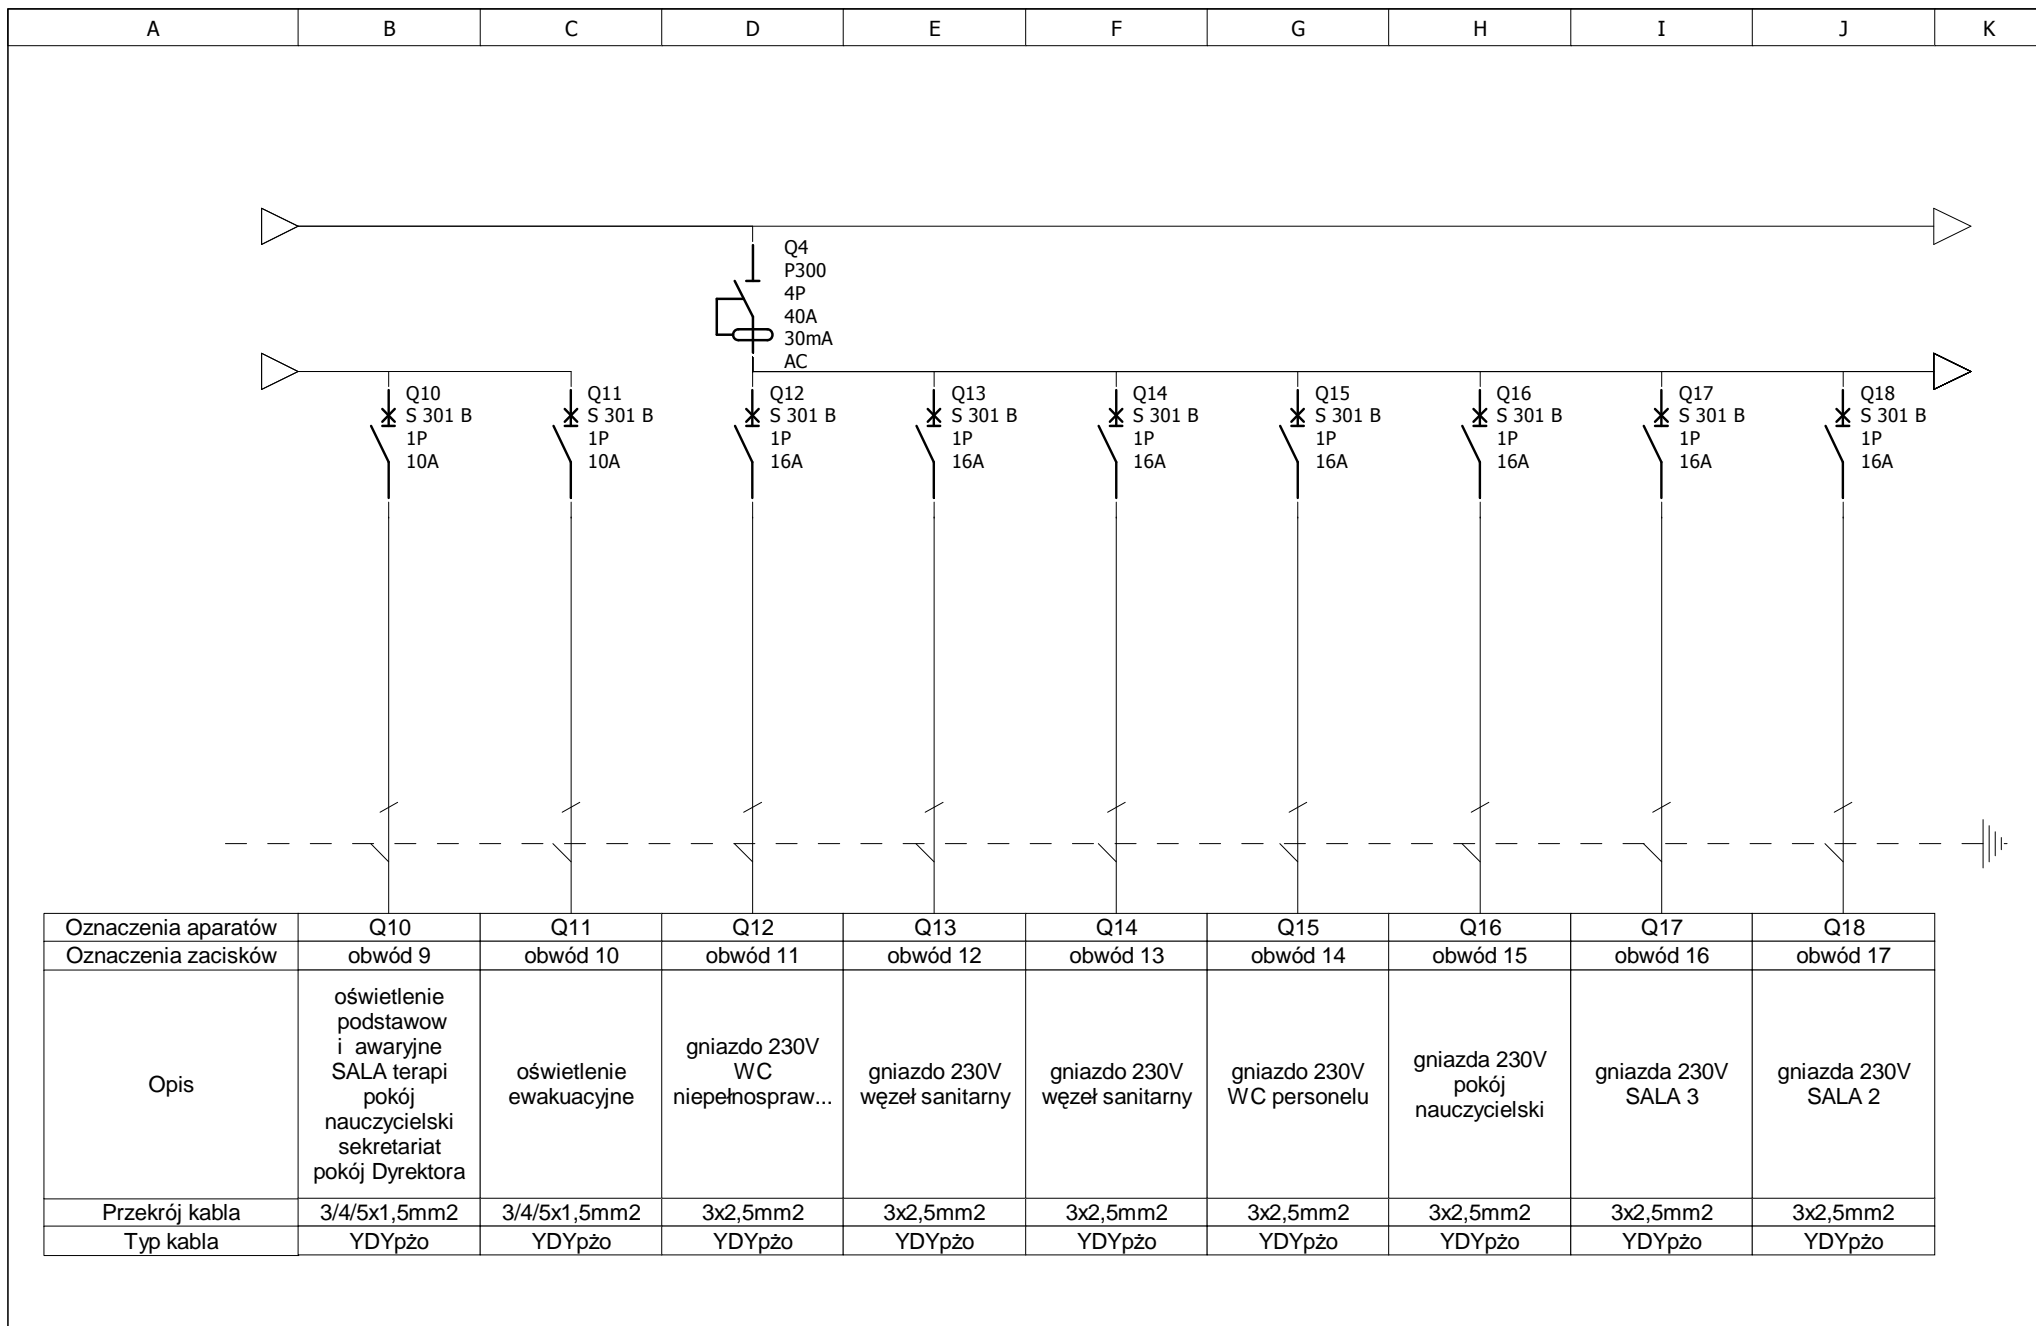 A B C D E F G H I J K
Q4
P300
4P
40A
30mA
AC
Q10 Q11 Q12 Q13 Q14 Q15 Q16 Q17 Q18
S 301 B S 301 B S 301 B S 301 B S 301 B S 301 B S 301 B S 301 B S 301 B
1P 1P 1P 1P 1P 1P 1P 1P 1P
10A 10A 16A 16A 16A 16A 16A 16A 16A
Oznaczenia aparatów Q10 Q11 Q12 Q13 Q14 Q15 Q16 Q17 Q18
Oznaczenia zacisków obwód 9 obwód 10 obwód 11 obwód 12 obwód 13 obwód 14 obwód 15 obwód 16 obwód 17
Opis
oświetlenie
podstawow
i awaryjne
SALA terapi
pokój
nauczycielski
sekretariat
pokój Dyrektora
oświetlenie
ewakuacyjne
gniazdo 230V
WC
niepełnospraw...
gniazdo 230V
węzeł sanitarny
gniazdo 230V
węzeł sanitarny
gniazdo 230V
WC personelu
gniazda 230V
pokój
nauczycielski
gniazda 230V
SALA 3
gniazda 230V
SALA 2
Przekrój kabla 3/4/5x1,5mm2 3/4/5x1,5mm2 3x2,5mm2 3x2,5mm2 3x2,5mm2 3x2,5mm2 3x2,5mm2 3x2,5mm2 3x2,5mm2
Typ kabla YDYpżo YDYpżo YDYpżo YDYpżo YDYpżo YDYpżo YDYpżo YDYpżo YDYpżo